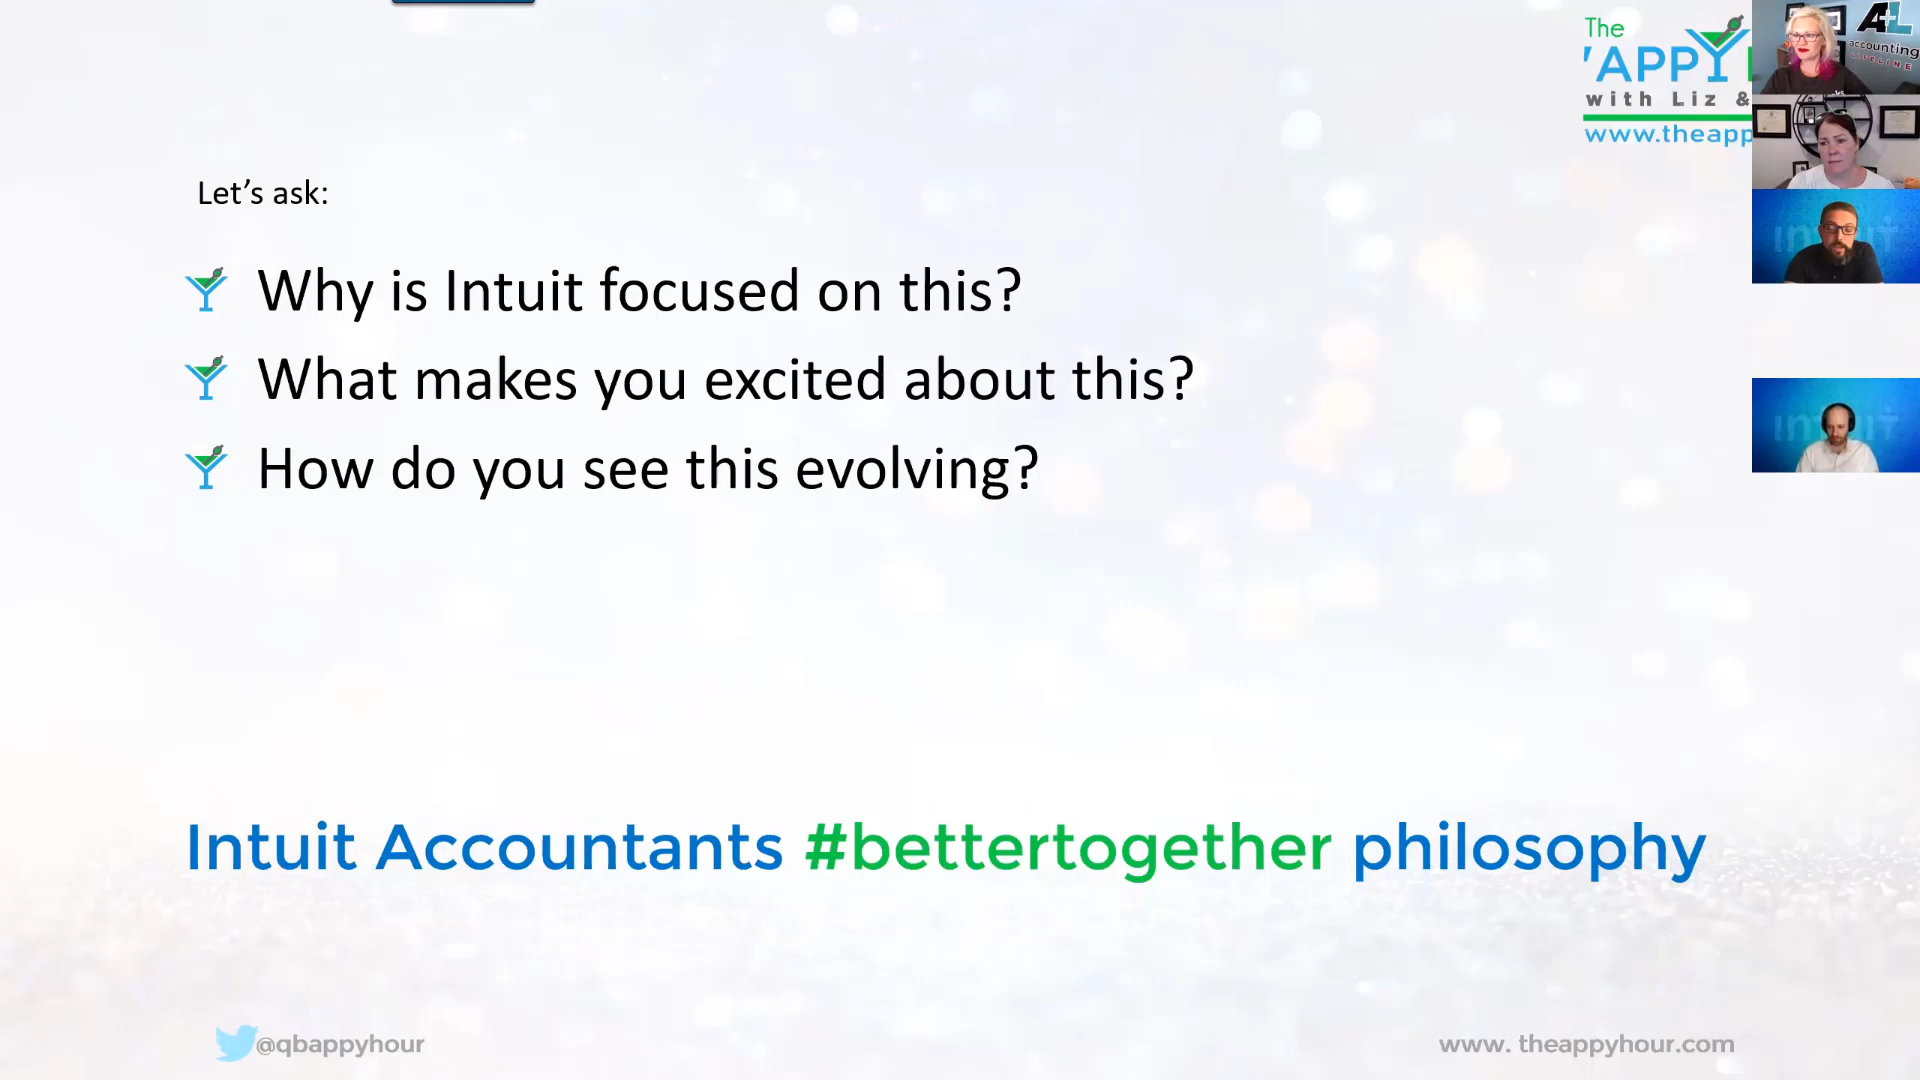 The
'APPY
with Liz &
www.theapp
A+L
accounting
LIFELINE
Let's ask:
Why is Intuit focused on this?
What makes you excited about this?
How do you see this evolving?
Intuit Accountants #bettertogether philosophy
@qbappyhour
www. theappyhour.com